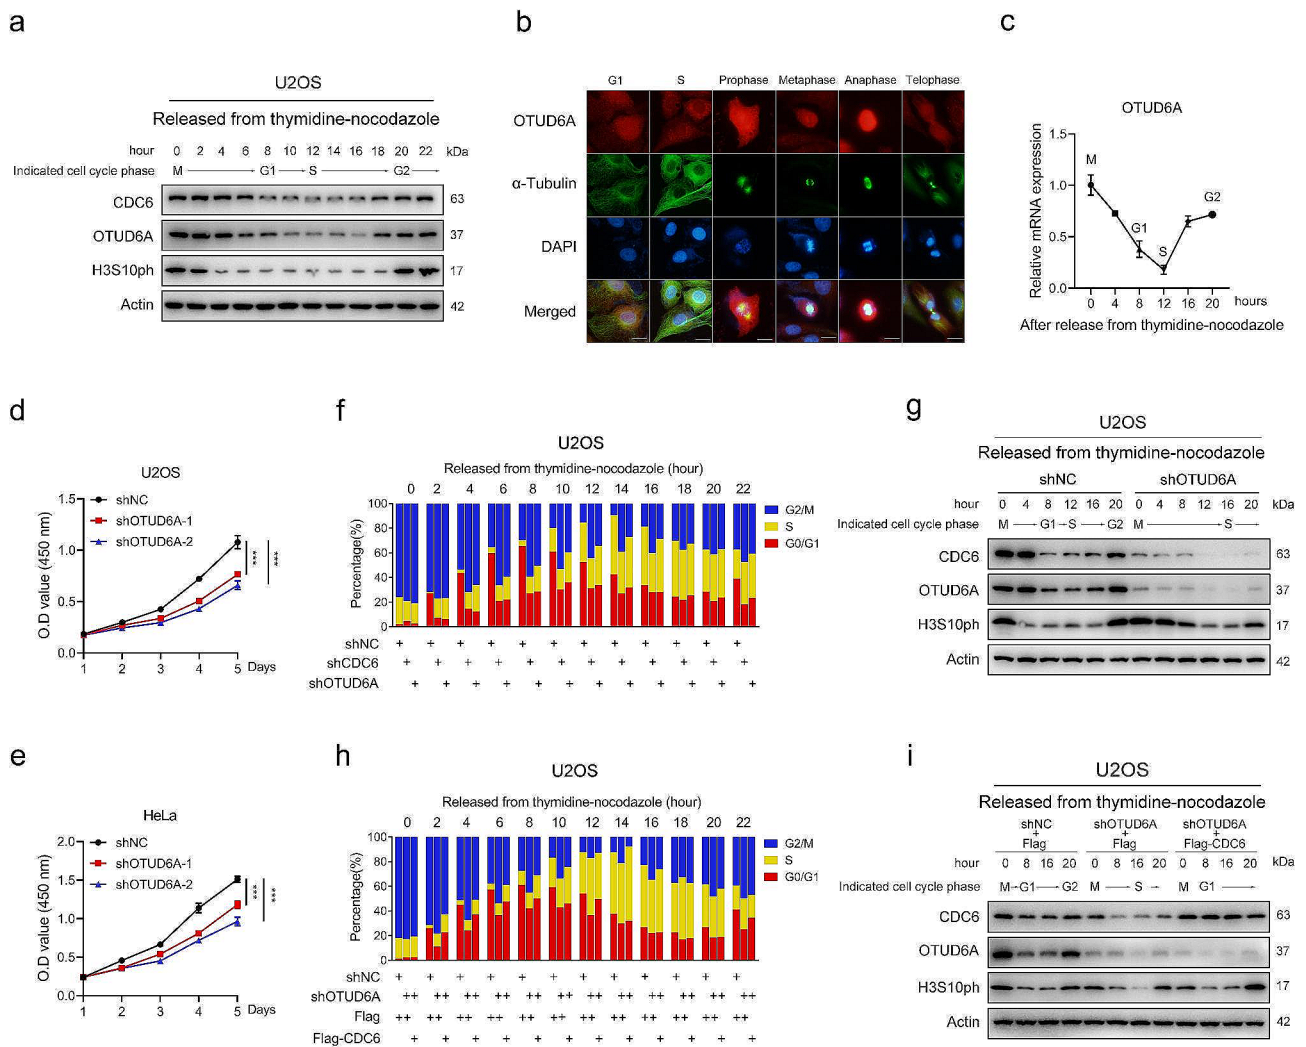 a
U2OS
Released from thymidine-nocodazole
hour 0 2 4 6 8 10 12 14 16 18 20 22 kDa
Indicated cell cycle phase M G1 S G2
CDC6 63
OTUD6A 37
H3S10ph 17
Actin 42
b
G1 S Prophase Metaphase Anaphase Telophase
OTUD6A
α-Tubulin
DAPI
Merged
c
OTUD6A
Relative mRNA expression
1.5
1.0
0.5
0.0
M
G1
S
G2
0 4 8 12 16 20 hours
After release from thymidine-nocodazole
d
U2OS
O.D value (450 nm)
1.5
1.0
0.5
0.0
shNC
shOTUD6A-1
shOTUD6A-2
***
***
1 2 3 4 5 Days
e
HeLa
O.D value (450 nm)
2.0
1.5
1.0
0.5
0.0
shNC
shOTUD6A-1
shOTUD6A-2
***
***
1 2 3 4 5 Days
f
U2OS
Released from thymidine-nocodazole (hour)
0 2 4 6 8 10 12 14 16 18 20 22
Percentage(%)
100
80
60
40
20
0
G2/M
S
G0/G1
shNC + + + + + + + + + + + +
shCDC6 + + + + + + + + + + + +
shOTUD6A + + + + + + + + + + + +
g
U2OS
Released from thymidine-nocodazole
shNC shOTUD6A
hour 0 4 8 12 16 20 0 4 8 12 16 20 kDa
Indicated cell cycle phase M G1 S G2 M S
CDC6 63
OTUD6A 37
H3S10ph 17
Actin 42
h
U2OS
Released from thymidine-nocodazole (hour)
0 2 4 6 8 10 12 14 16 18 20 22
Percentage(%)
100
80
60
40
20
0
G2/M
S
G0/G1
shNC + + + + + + + + + + + +
shOTUD6A ++ ++ ++ ++ ++ ++ ++ ++ ++ ++ ++ ++
Flag ++ ++ ++ ++ ++ ++ ++ ++ ++ ++ ++ ++
Flag-CDC6 + + + + + + + + + + + +
i
U2OS
Released from thymidine-nocodazole
shNC shOTUD6A shOTUD6A
+ + +
Flag Flag Flag-CDC6
hour 0 8 16 20 0 8 16 20 0 8 16 20 kDa
Indicated cell cycle phase M G1 G2 M S M G1
CDC6 63
OTUD6A 37
H3S10ph 17
Actin 42